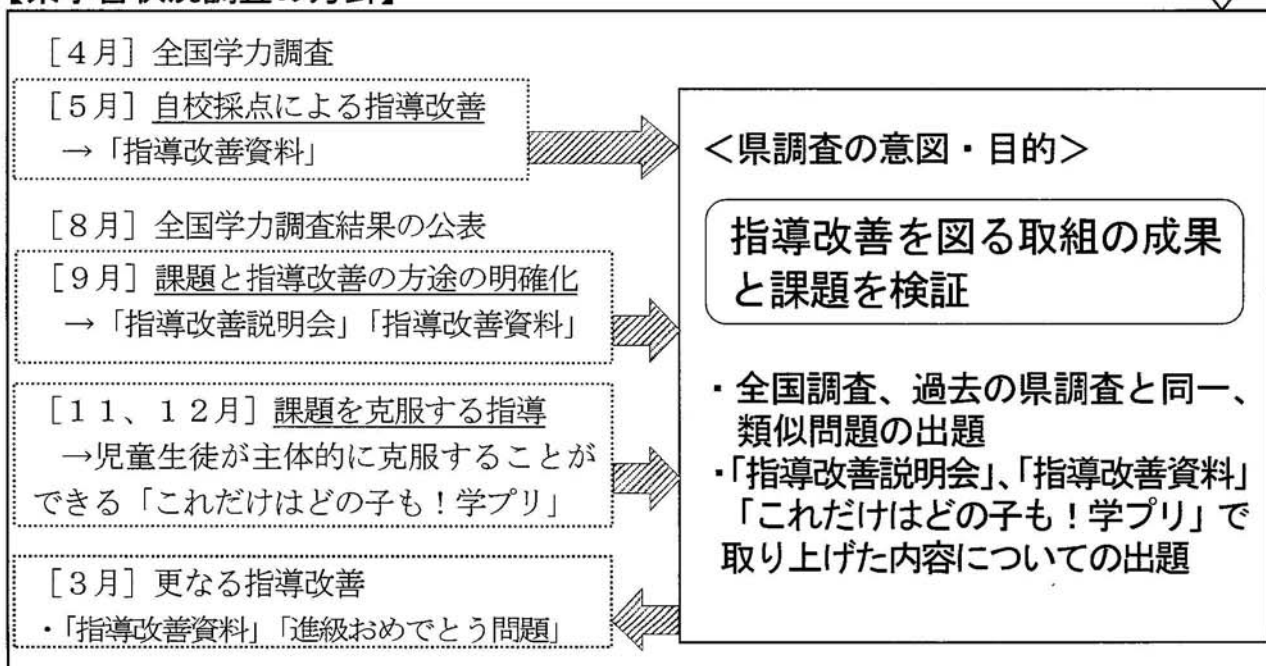 [4月] 全国学力調査
[5月] 自校採点による指導改善
→「指導改善資料」
[8月] 全国学力調査結果の公表
[9月] 課題と指導改善の方途の明確化
→「指導改善説明会」「指導改善資料」
[11、12月] 課題を克服する指導
→児童生徒が主体的に克服することが
できる「これだけはどの子も!学プリ」
[3月] 更なる指導改善
・「指導改善資料」「進級おめでとう問題」
<県調査の意図・目的>
指導改善を図る取組の成果
と課題を検証
・全国調査、過去の県調査と同一、
類似問題の出題
・「指導改善説明会」、「指導改善資料」
「これだけはどの子も!学プリ」で
取り上げた内容についての出題